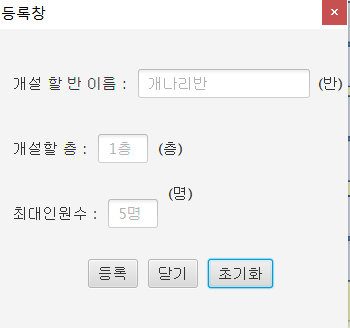 등록창
개설 할 반 이름 : 개나리반 (반)
개설할 층 : 1층 (층)
(명)
최대인원수 : 5명
등록 닫기 초기화